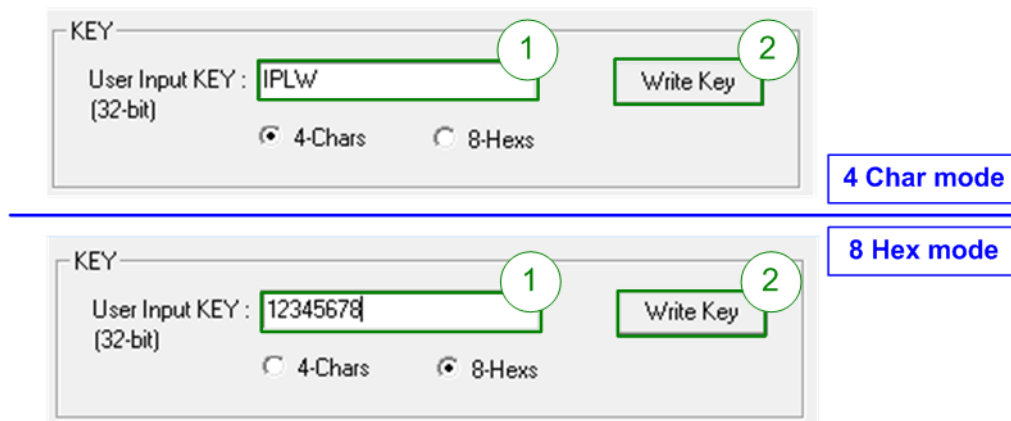 KEY
1
2
User Input KEY : IPLW
Write Key
(32-bit)
4-Chars 8-Hexs
4 Char mode
8 Hex mode
KEY
1
2
User Input KEY : 12345678
Write Key
(32-bit)
4-Chars 8-Hexs